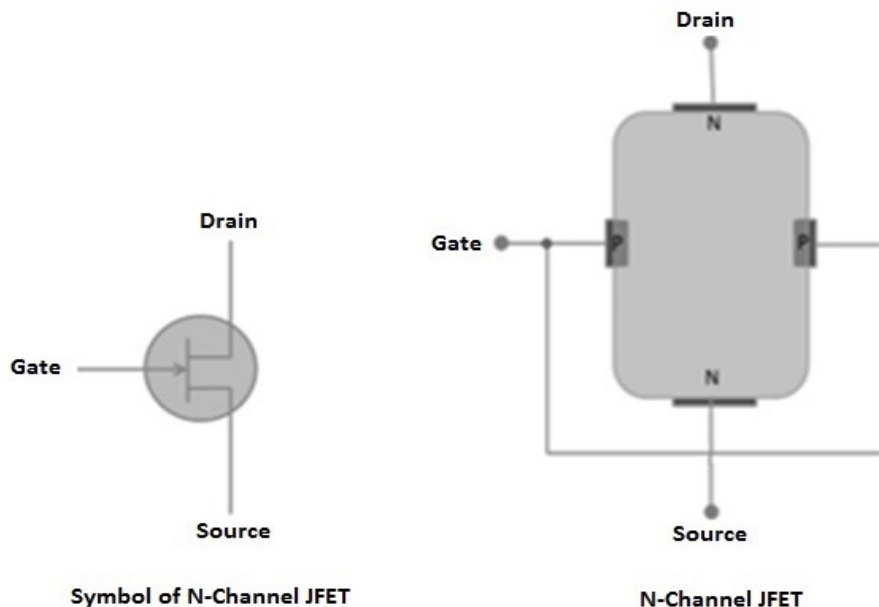 Drain
Gate
Source
Symbol of N-Channel JFET
Drain
N
Gate
P
P
N
Source
N-Channel JFET